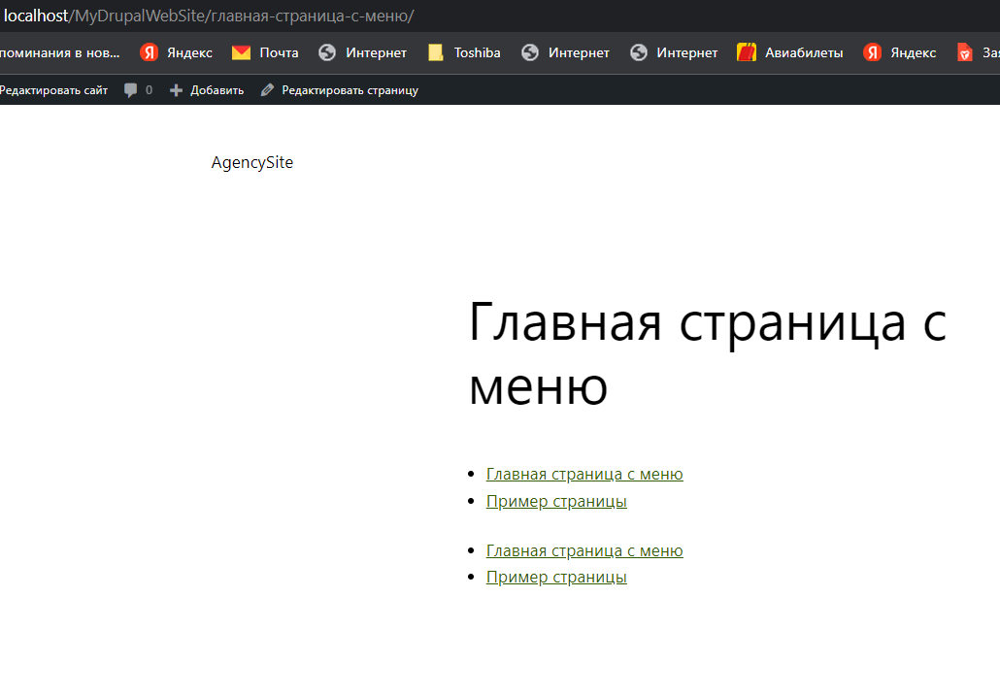 localhost/MyDrupalWebSite/главная-страница-с-меню/
поминания в нов... Яндекс Почта Интернет Toshiba Интернет Интернет Авиабилеты Яндекс
Редактировать сайт 0 Добавить Редактировать страницу
AgencySite
Главная страница с
меню
Главная страница с меню
Пример страницы
Главная страница с меню
Пример страницы